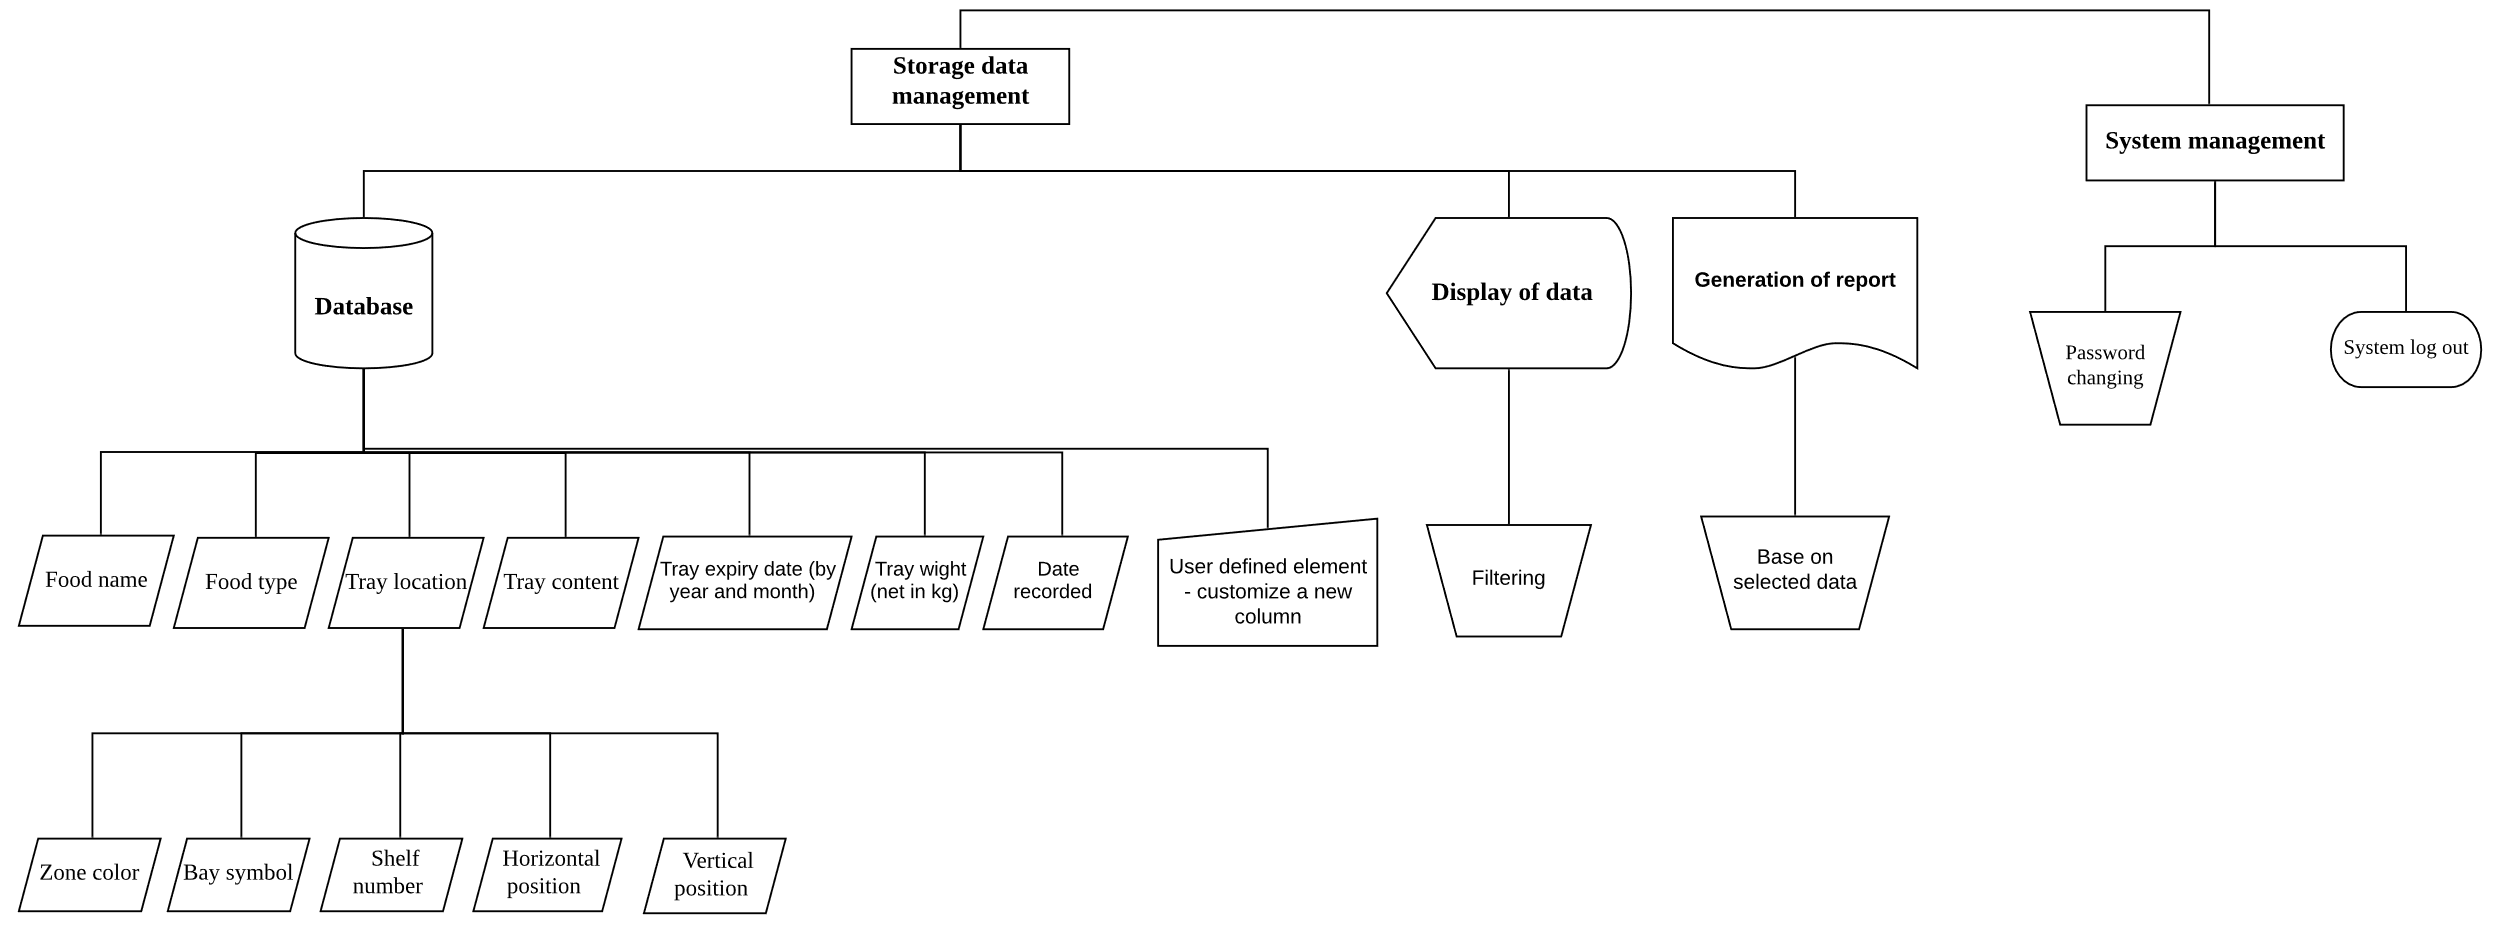 Storage data
management
System management
Database
Display of data
Generation of report
Password
changing
System log out
Food name
Food type
Tray location
Tray content
Tray expiry date (by
year and month)
Tray wight
(net in kg)
Date
recorded
User defined element
- customize a new
column
Filtering
Base on
selected data
Zone color
Bay symbol
Shelf
number
Horizontal
position
Vertical
position